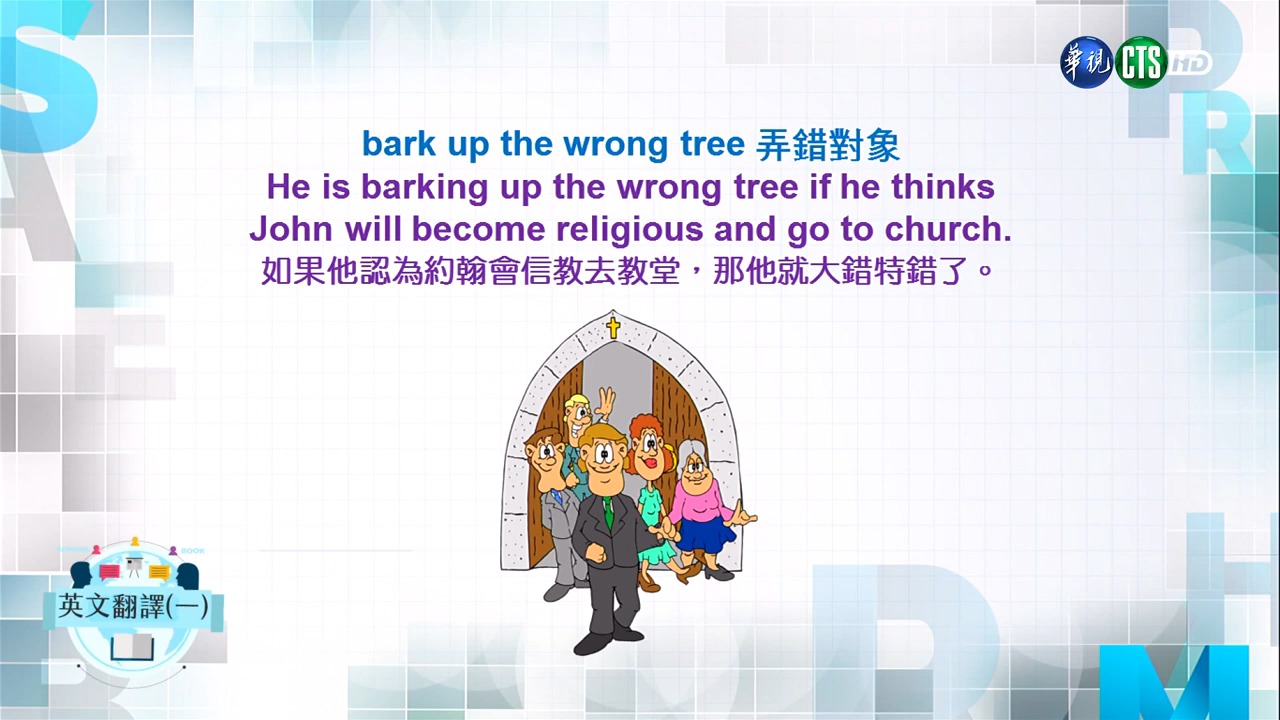 華視 CTS HD
bark up the wrong tree 弄錯對象
He is barking up the wrong tree if he thinks
John will become religious and go to church.
如果他認為約翰會信教去教堂，那他就大錯特錯了。
BOOK
英文翻譯(一)